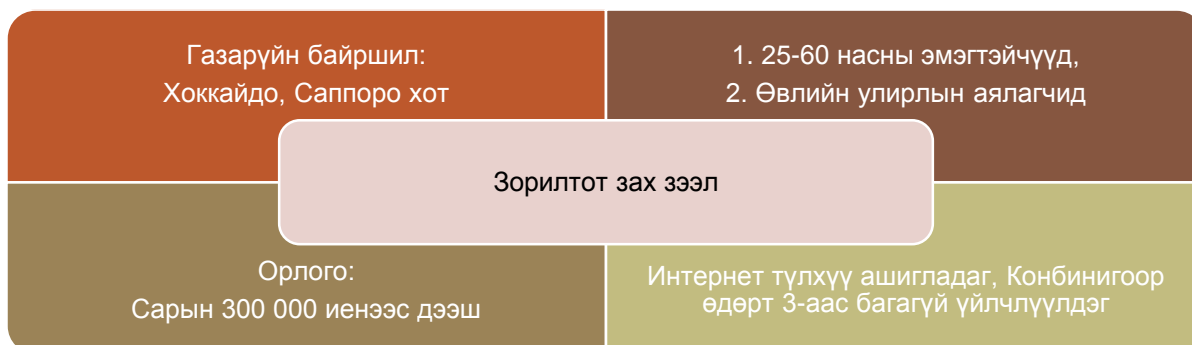 Газарүйн байршил:
Хоккайдо, Саппоро хот
1. 25-60 насны эмэгтэйчүүд,
2. Өвлийн улирлын аялагчид
Зорилтот зах зээл
Орлого:
Сарын 300 000 иенээс дээш
Интернет түлхүү ашигладаг, Конбинигоор
өдөрт 3-аас багагүй үйлчлүүлдэг